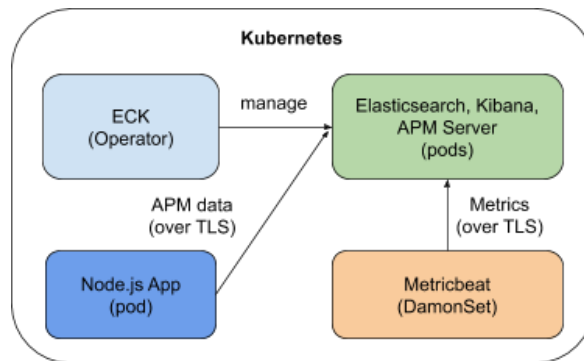 Kubernetes
ECK
(Operator)
manage
Elasticsearch, Kibana,
APM Server
(pods)
APM data
(over TLS)
Metrics
(over TLS)
Node.js App
(pod)
Metricbeat
(DamonSet)